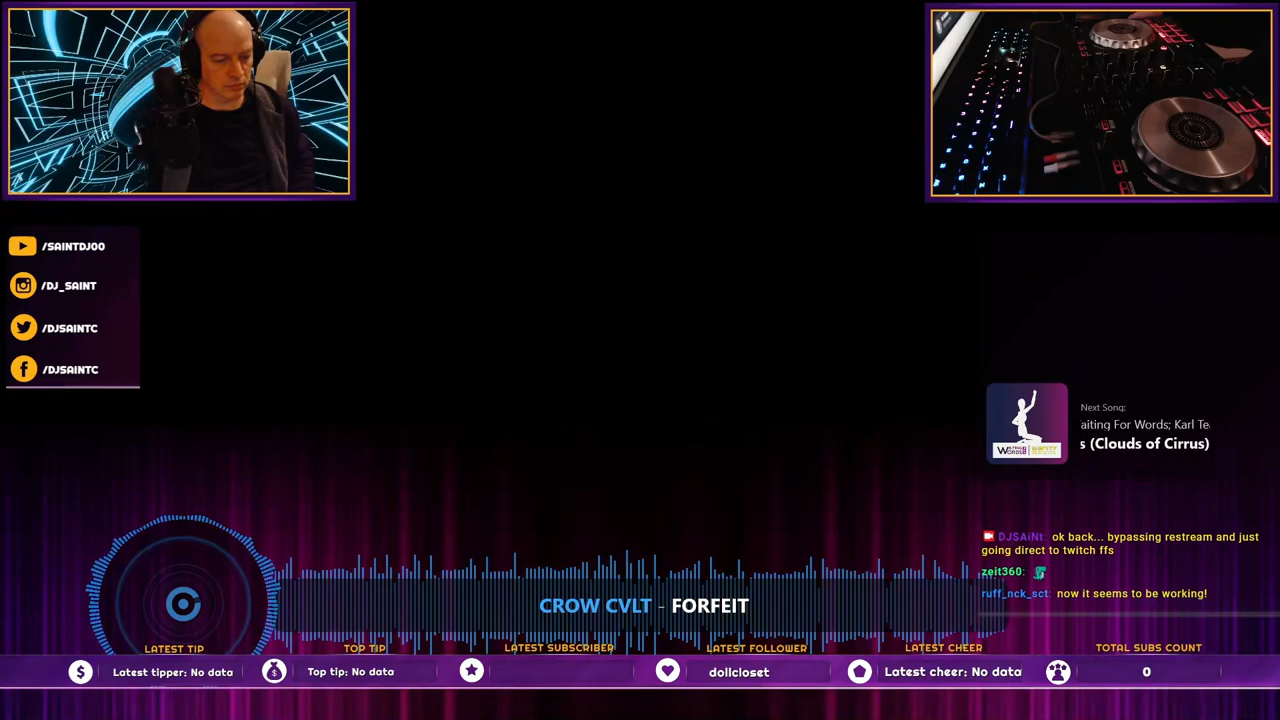 /SAINTDJ00
/DJ_SAINT
/DJSAINTC
/DJSAINTC
Next Song:
aiting For Words; Karl Te
s (Clouds of Cirrus)
DJSAiNt: ok back... bypassing restream and just
going direct to twitch ffs
zeit360:
ruff_nck_sct: now it seems to be working!
CROW CVLT - FORFEIT
LATEST TIP
TOP TIP
LATEST SUBSCRIBER
LATEST FOLLOWER
LATEST CHEER
TOTAL SUBS COUNT
Latest tipper: No data
Top tip: No data
dollcloset
Latest cheer: No data
0